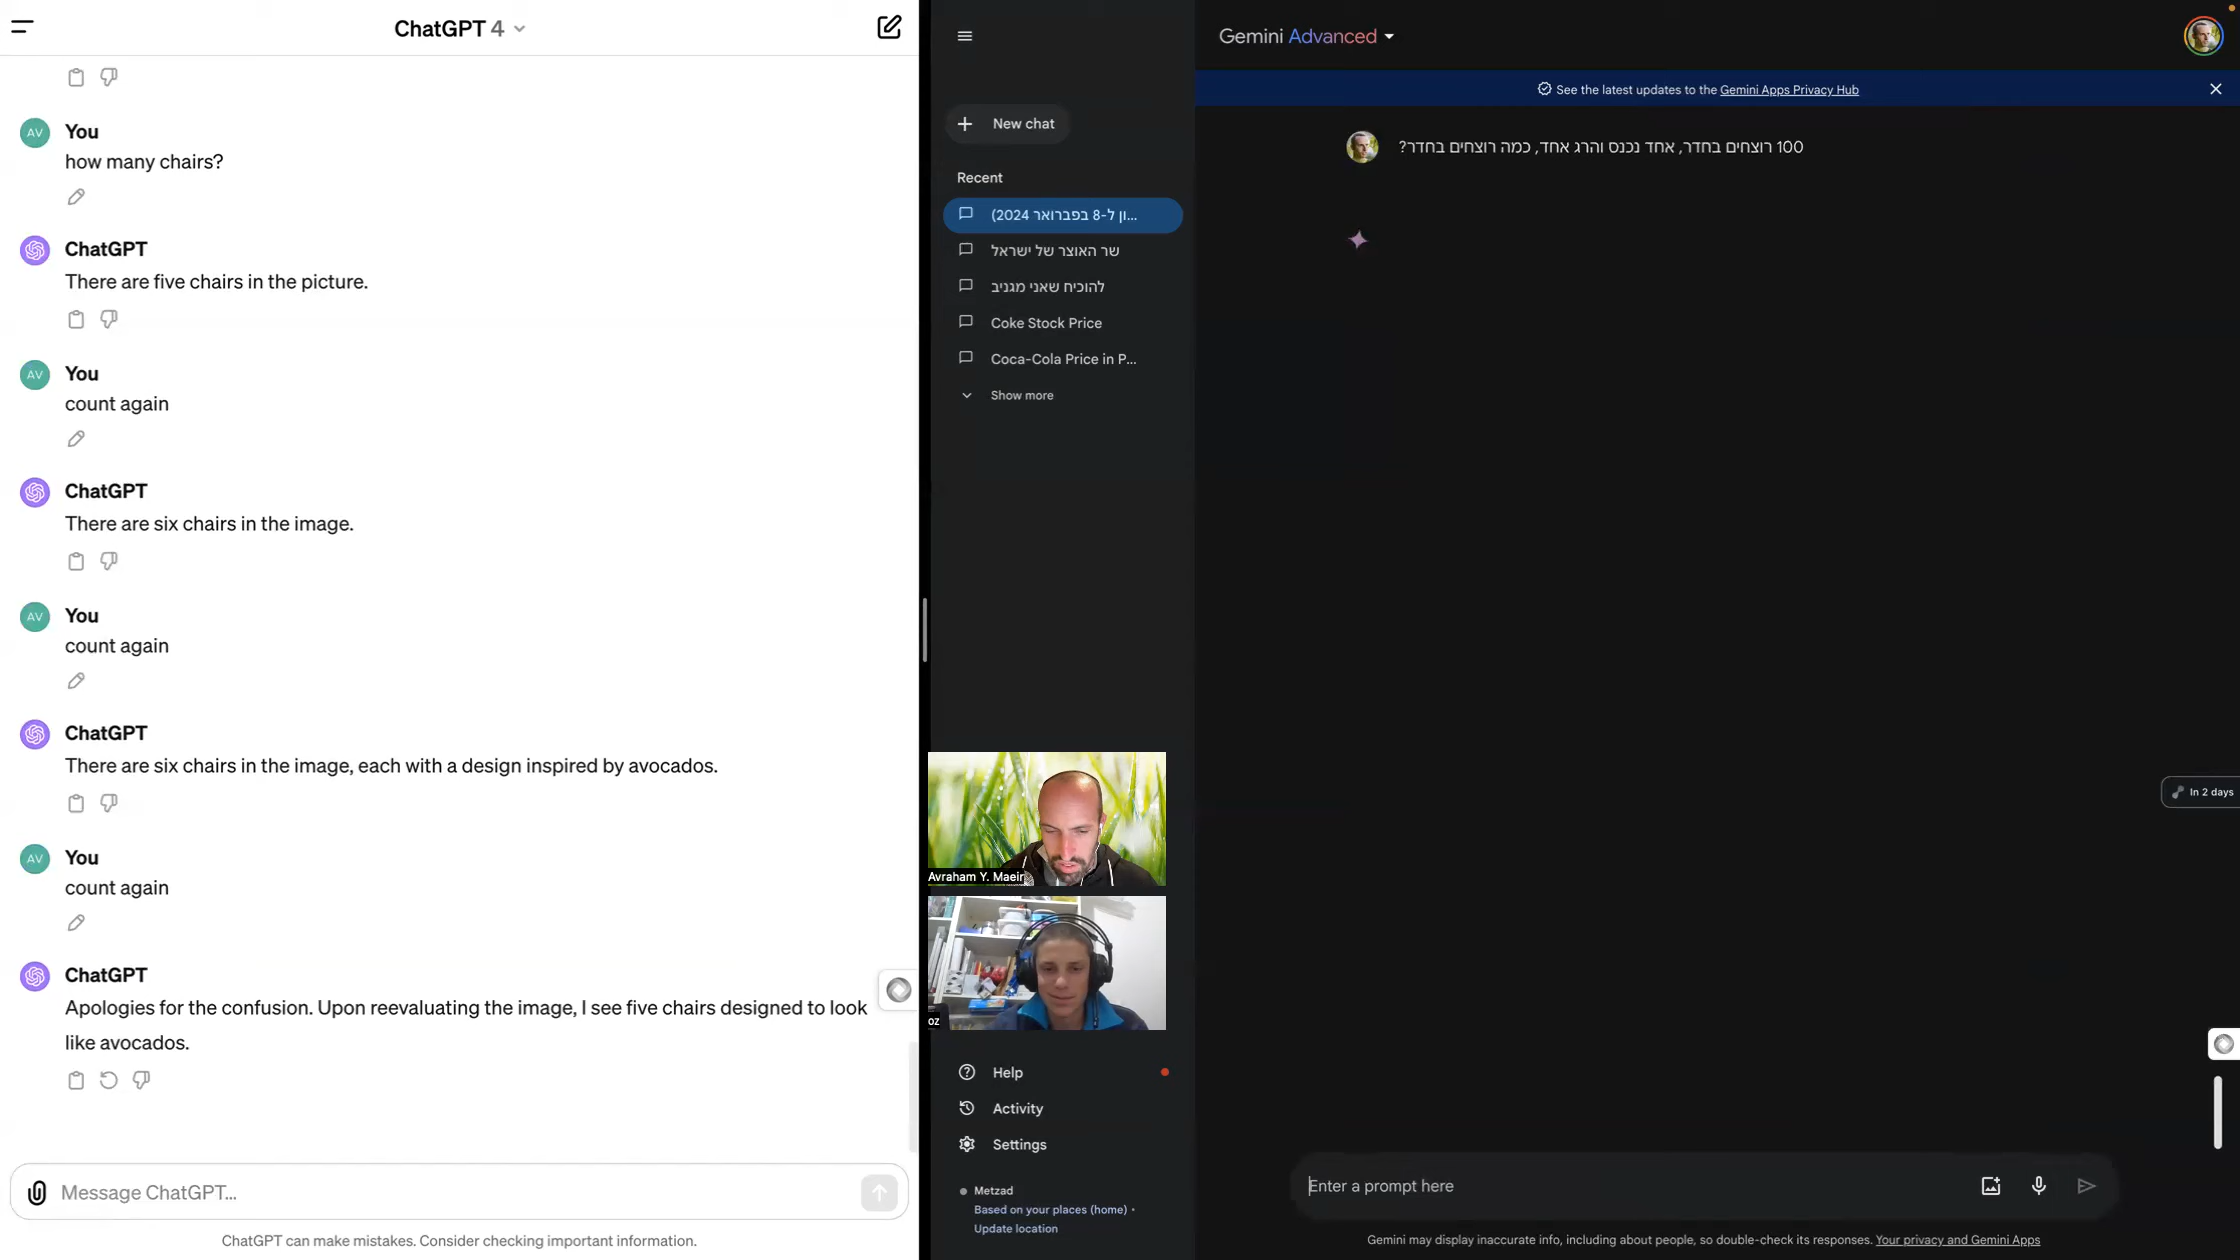 ChatGPT 4
You
how many chairs?
ChatGPT
There are five chairs in the picture.
You
count again
ChatGPT
There are six chairs in the image.
You
count again
ChatGPT
There are six chairs in the image, each with a design inspired by avocados.
You
count again
ChatGPT
Apologies for the confusion. Upon reevaluating the image, I see five chairs designed to look
like avocados.
Message ChatGPT...
ChatGPT can make mistakes. Consider checking important information.
AV
AV
AV
AV
New chat
Recent
...ון ל-8 בפברואר 2024)
שר האוצר של ישראל
להוכיח שאני מגניב
Coke Stock Price
Coca-Cola Price in P...
Show more
Avraham Y. Maeir
oz
Help
Activity
Settings
Metzad
Based on your places (home) •
Update location
Gemini Advanced
See the latest updates to the Gemini Apps Privacy Hub
100 רוצחים בחדר, אחד נכנס והרג אחד, כמה רוצחים בחדר?
In 2 days
Enter a prompt here
Gemini may display inaccurate info, including about people, so double-check its responses. Your privacy and Gemini Apps